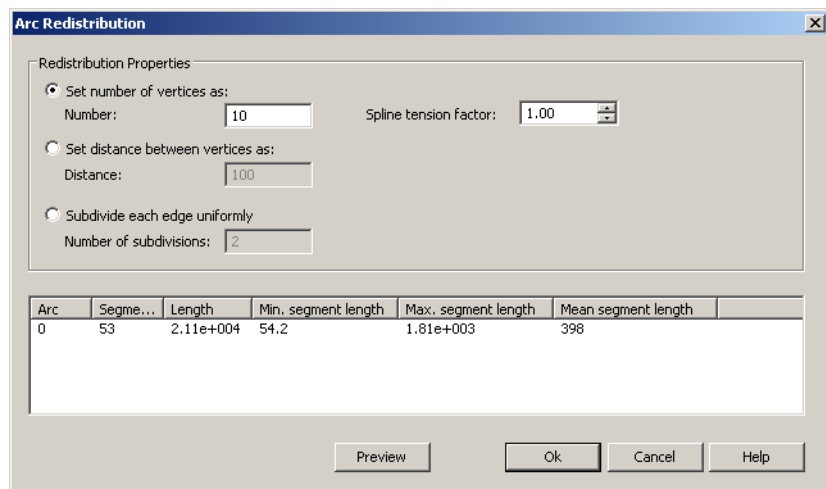 Arc Redistribution
Redistribution Properties
Set number of vertices as:
Number: 10 Spline tension factor: 1.00
Set distance between vertices as:
Distance: 100
Subdivide each edge uniformly
Number of subdivisions: 2
Arc Segme... Length Min. segment length Max. segment length Mean segment length
0 53 2.11e+004 54.2 1.81e+003 398
Preview Ok Cancel Help